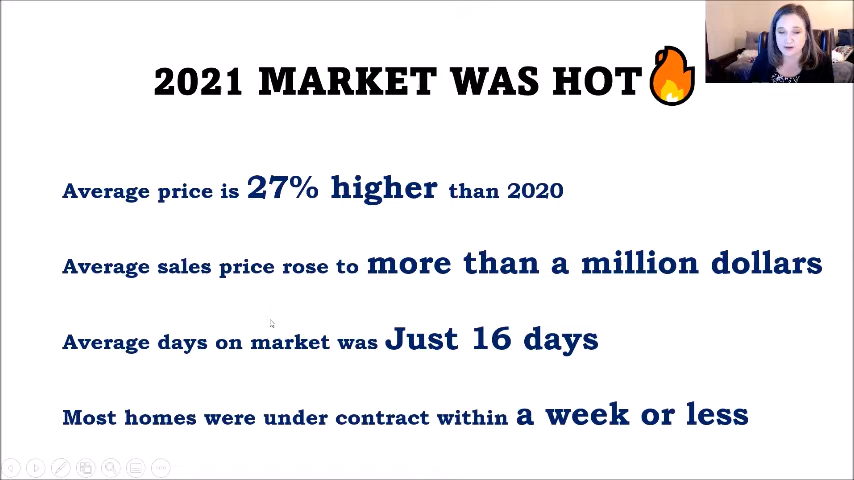 2021 MARKET WAS HOT
Average price is 27% higher than 2020
Average sales price rose to more than a million dollars
Average days on market was Just 16 days
Most homes were under contract within a week or less